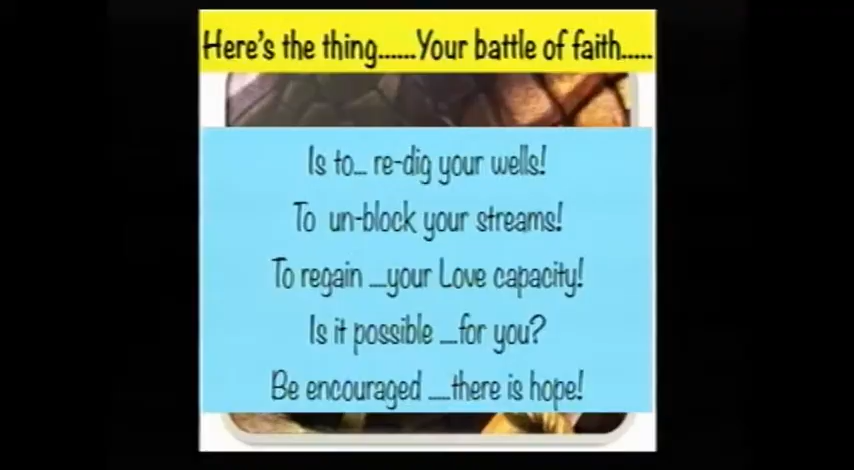 Here's the thing......Your battle of faith.....
Is to... re-dig your wells!
To un-block your streams!
To regain ....your Love capacity!
Is it possible ....for you?
Be encouraged .....there is hope!